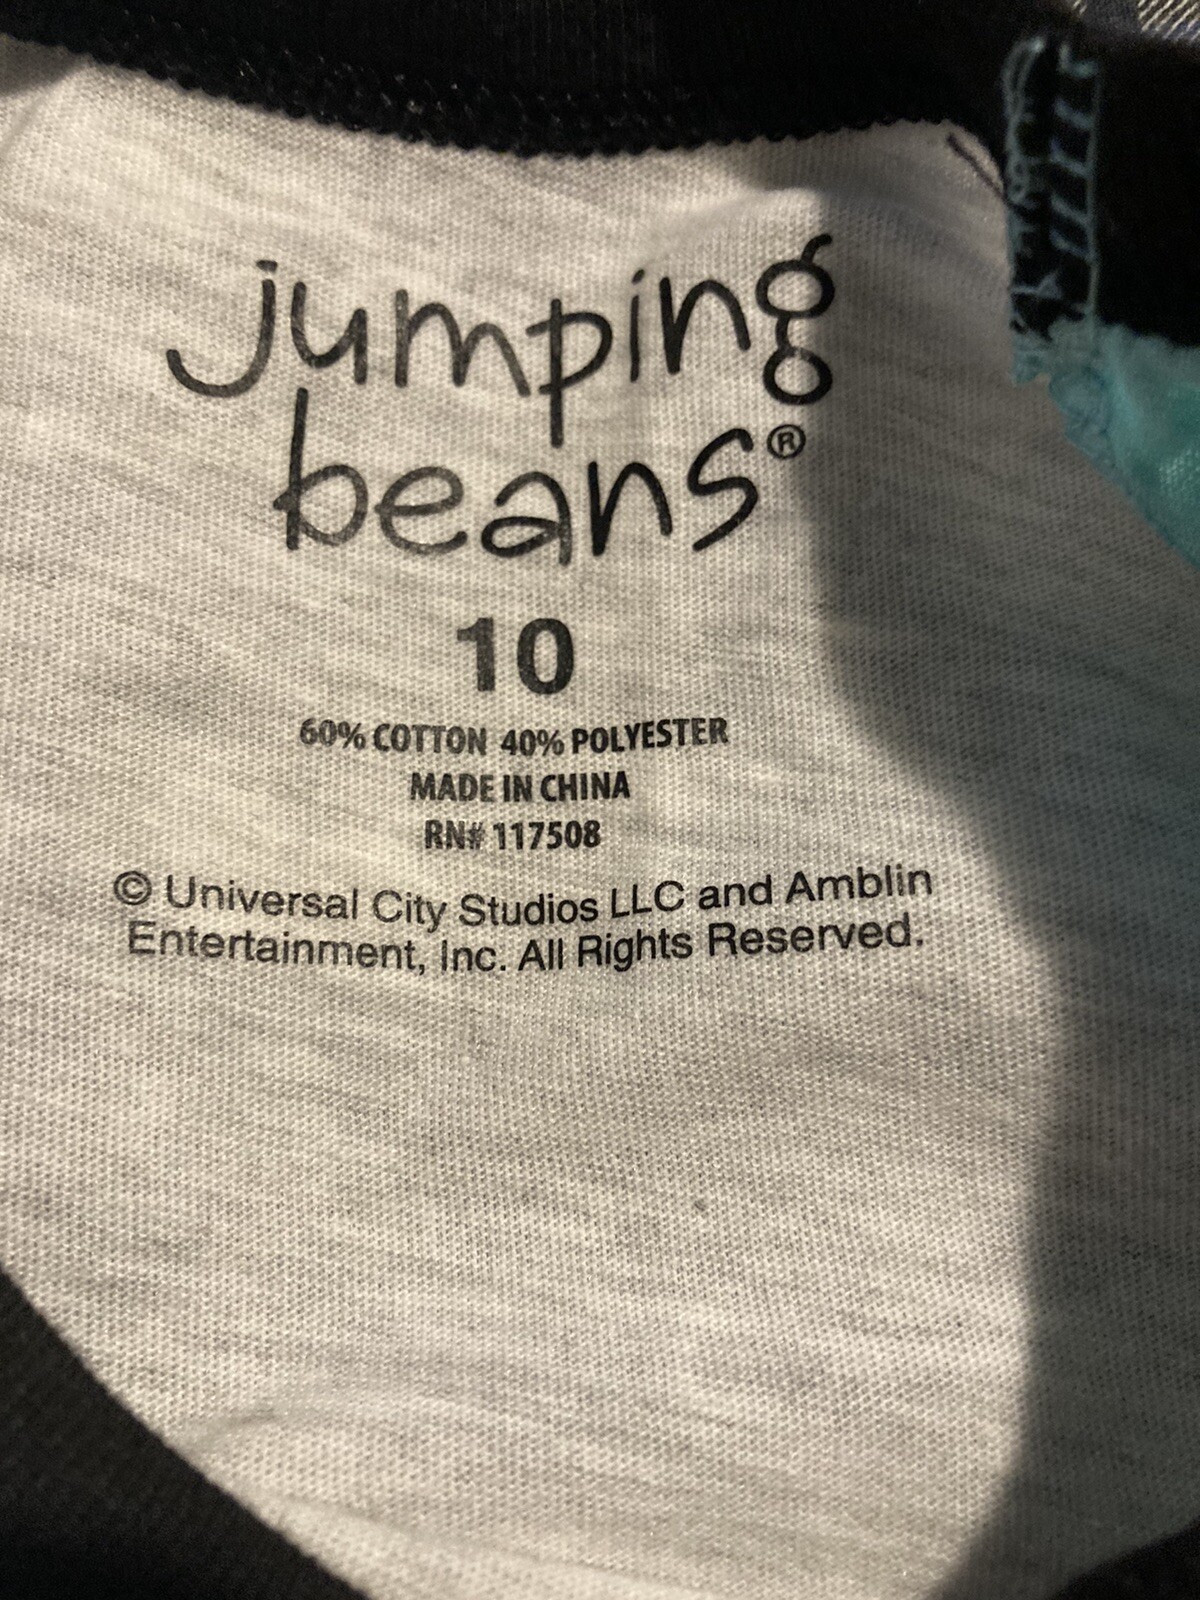 jumping
beans®
10
60% COTTON 40% POLYESTER
MADE IN CHINA
RN# 117508
© Universal City Studios LLC and Amblin
Entertainment, Inc. All Rights Reserved.